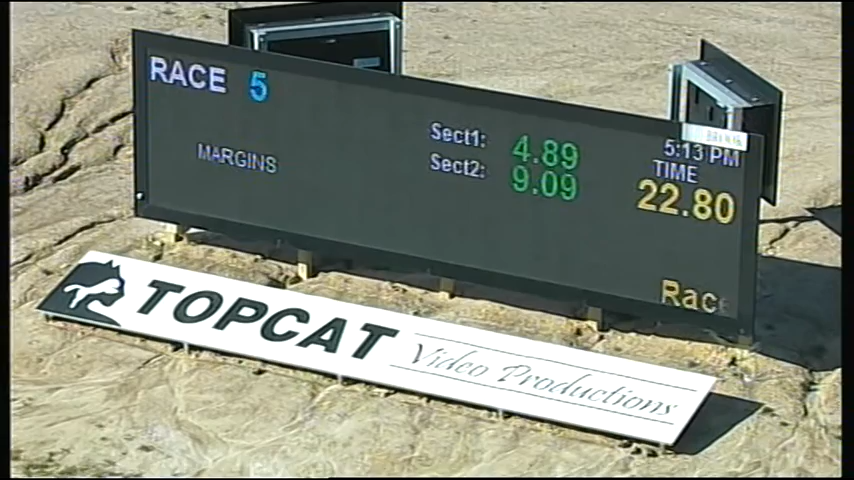 RACE 5
MARGINS
Sect1: 4.89
Sect2: 9.09
5:13 PM
TIME
22.80
Race
TOPCAT
Video Productions